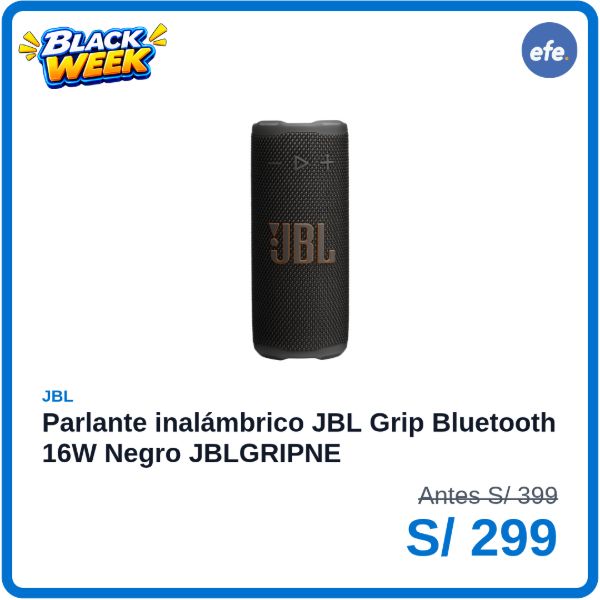 BLACK
WEEK
efe.
JBL
JBL
Parlante inalámbrico JBL Grip Bluetooth
16W Negro JBLGRIPNE
Antes S/ 399
S/ 299